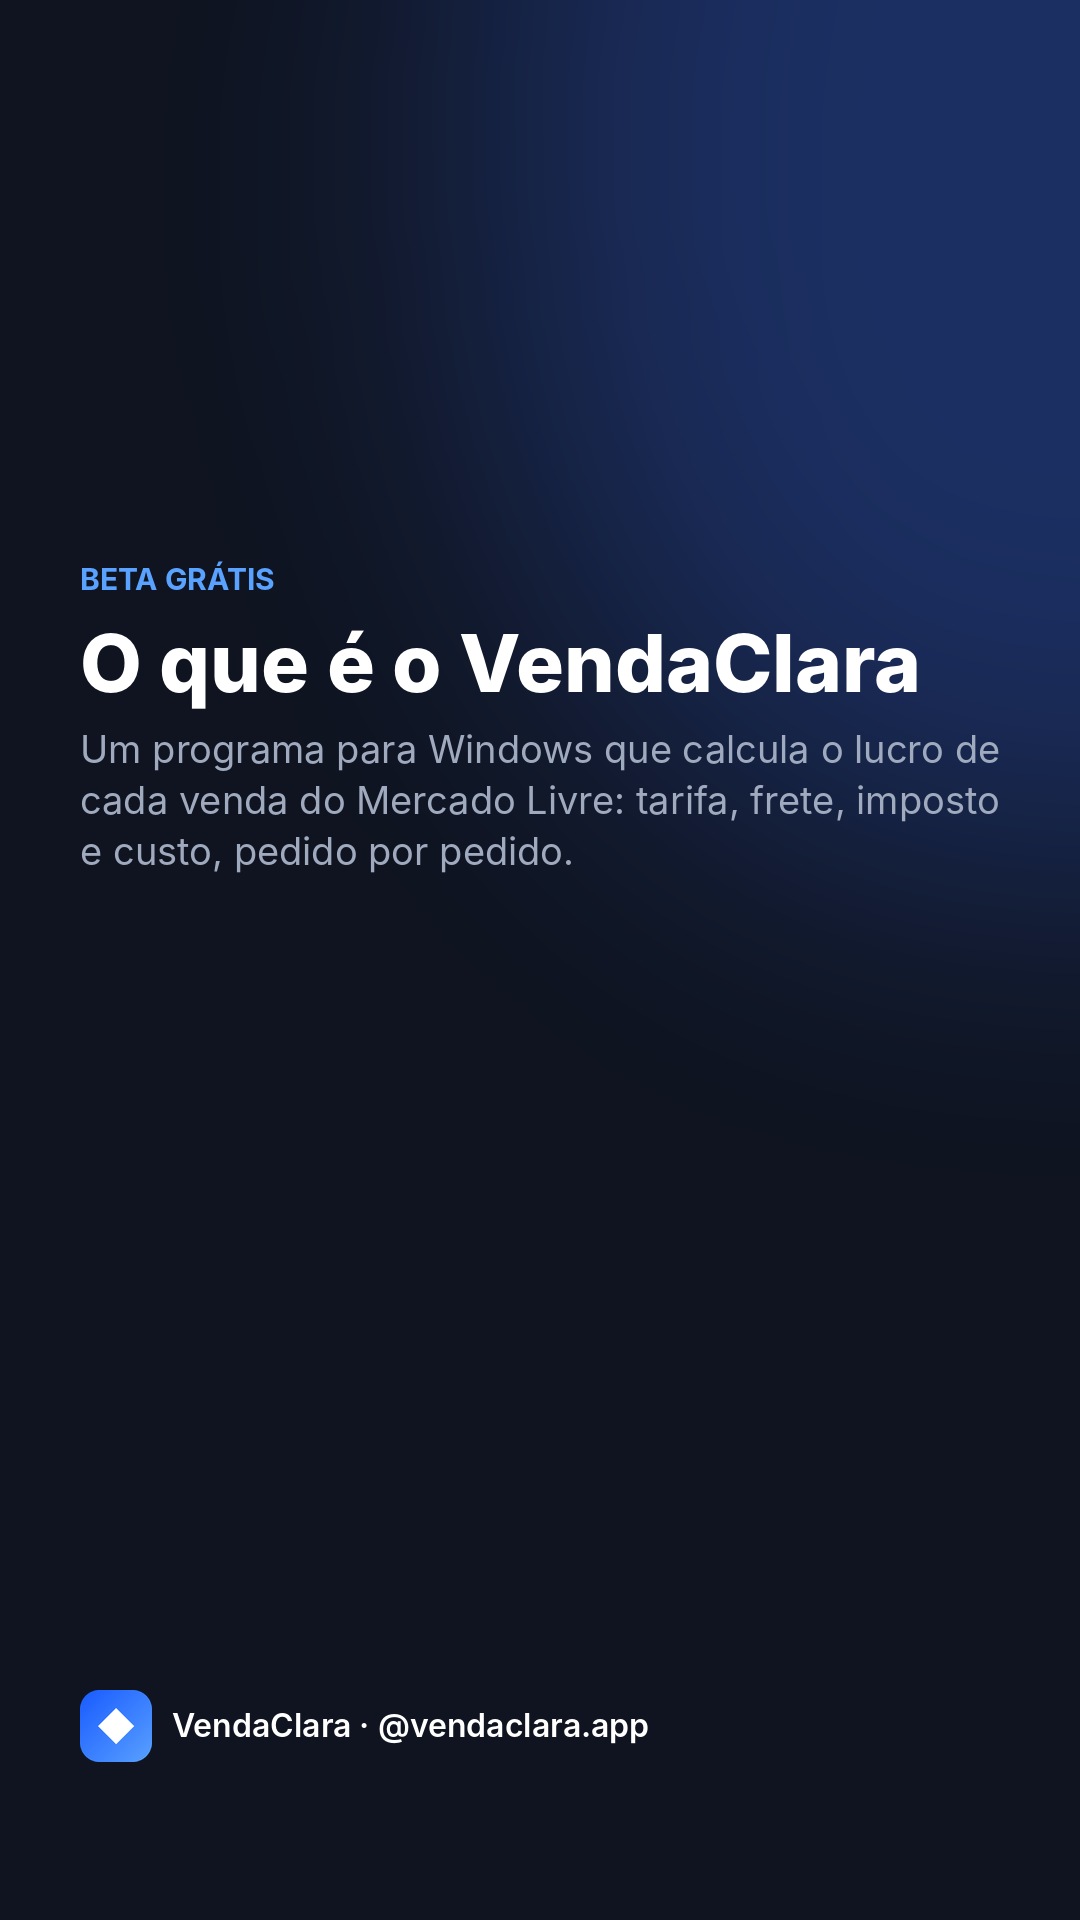 BETA GRÁTIS
O que é o VendaClara
Um programa para Windows que calcula o lucro de
cada venda do Mercado Livre: tarifa, frete, imposto
e custo, pedido por pedido.
VendaClara · @vendaclara.app